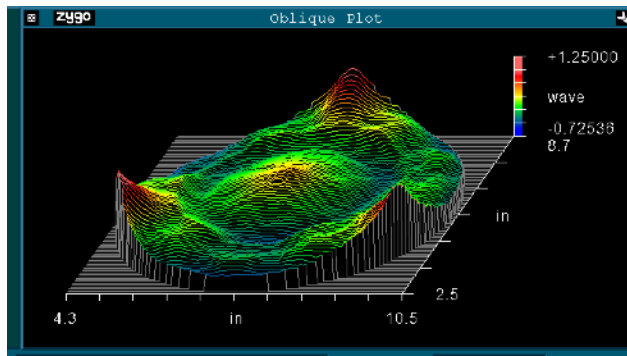 zygo Oblique Plot
+1.25000
wave
-0.72536
8.7
in
2.5
4.3 in 10.5